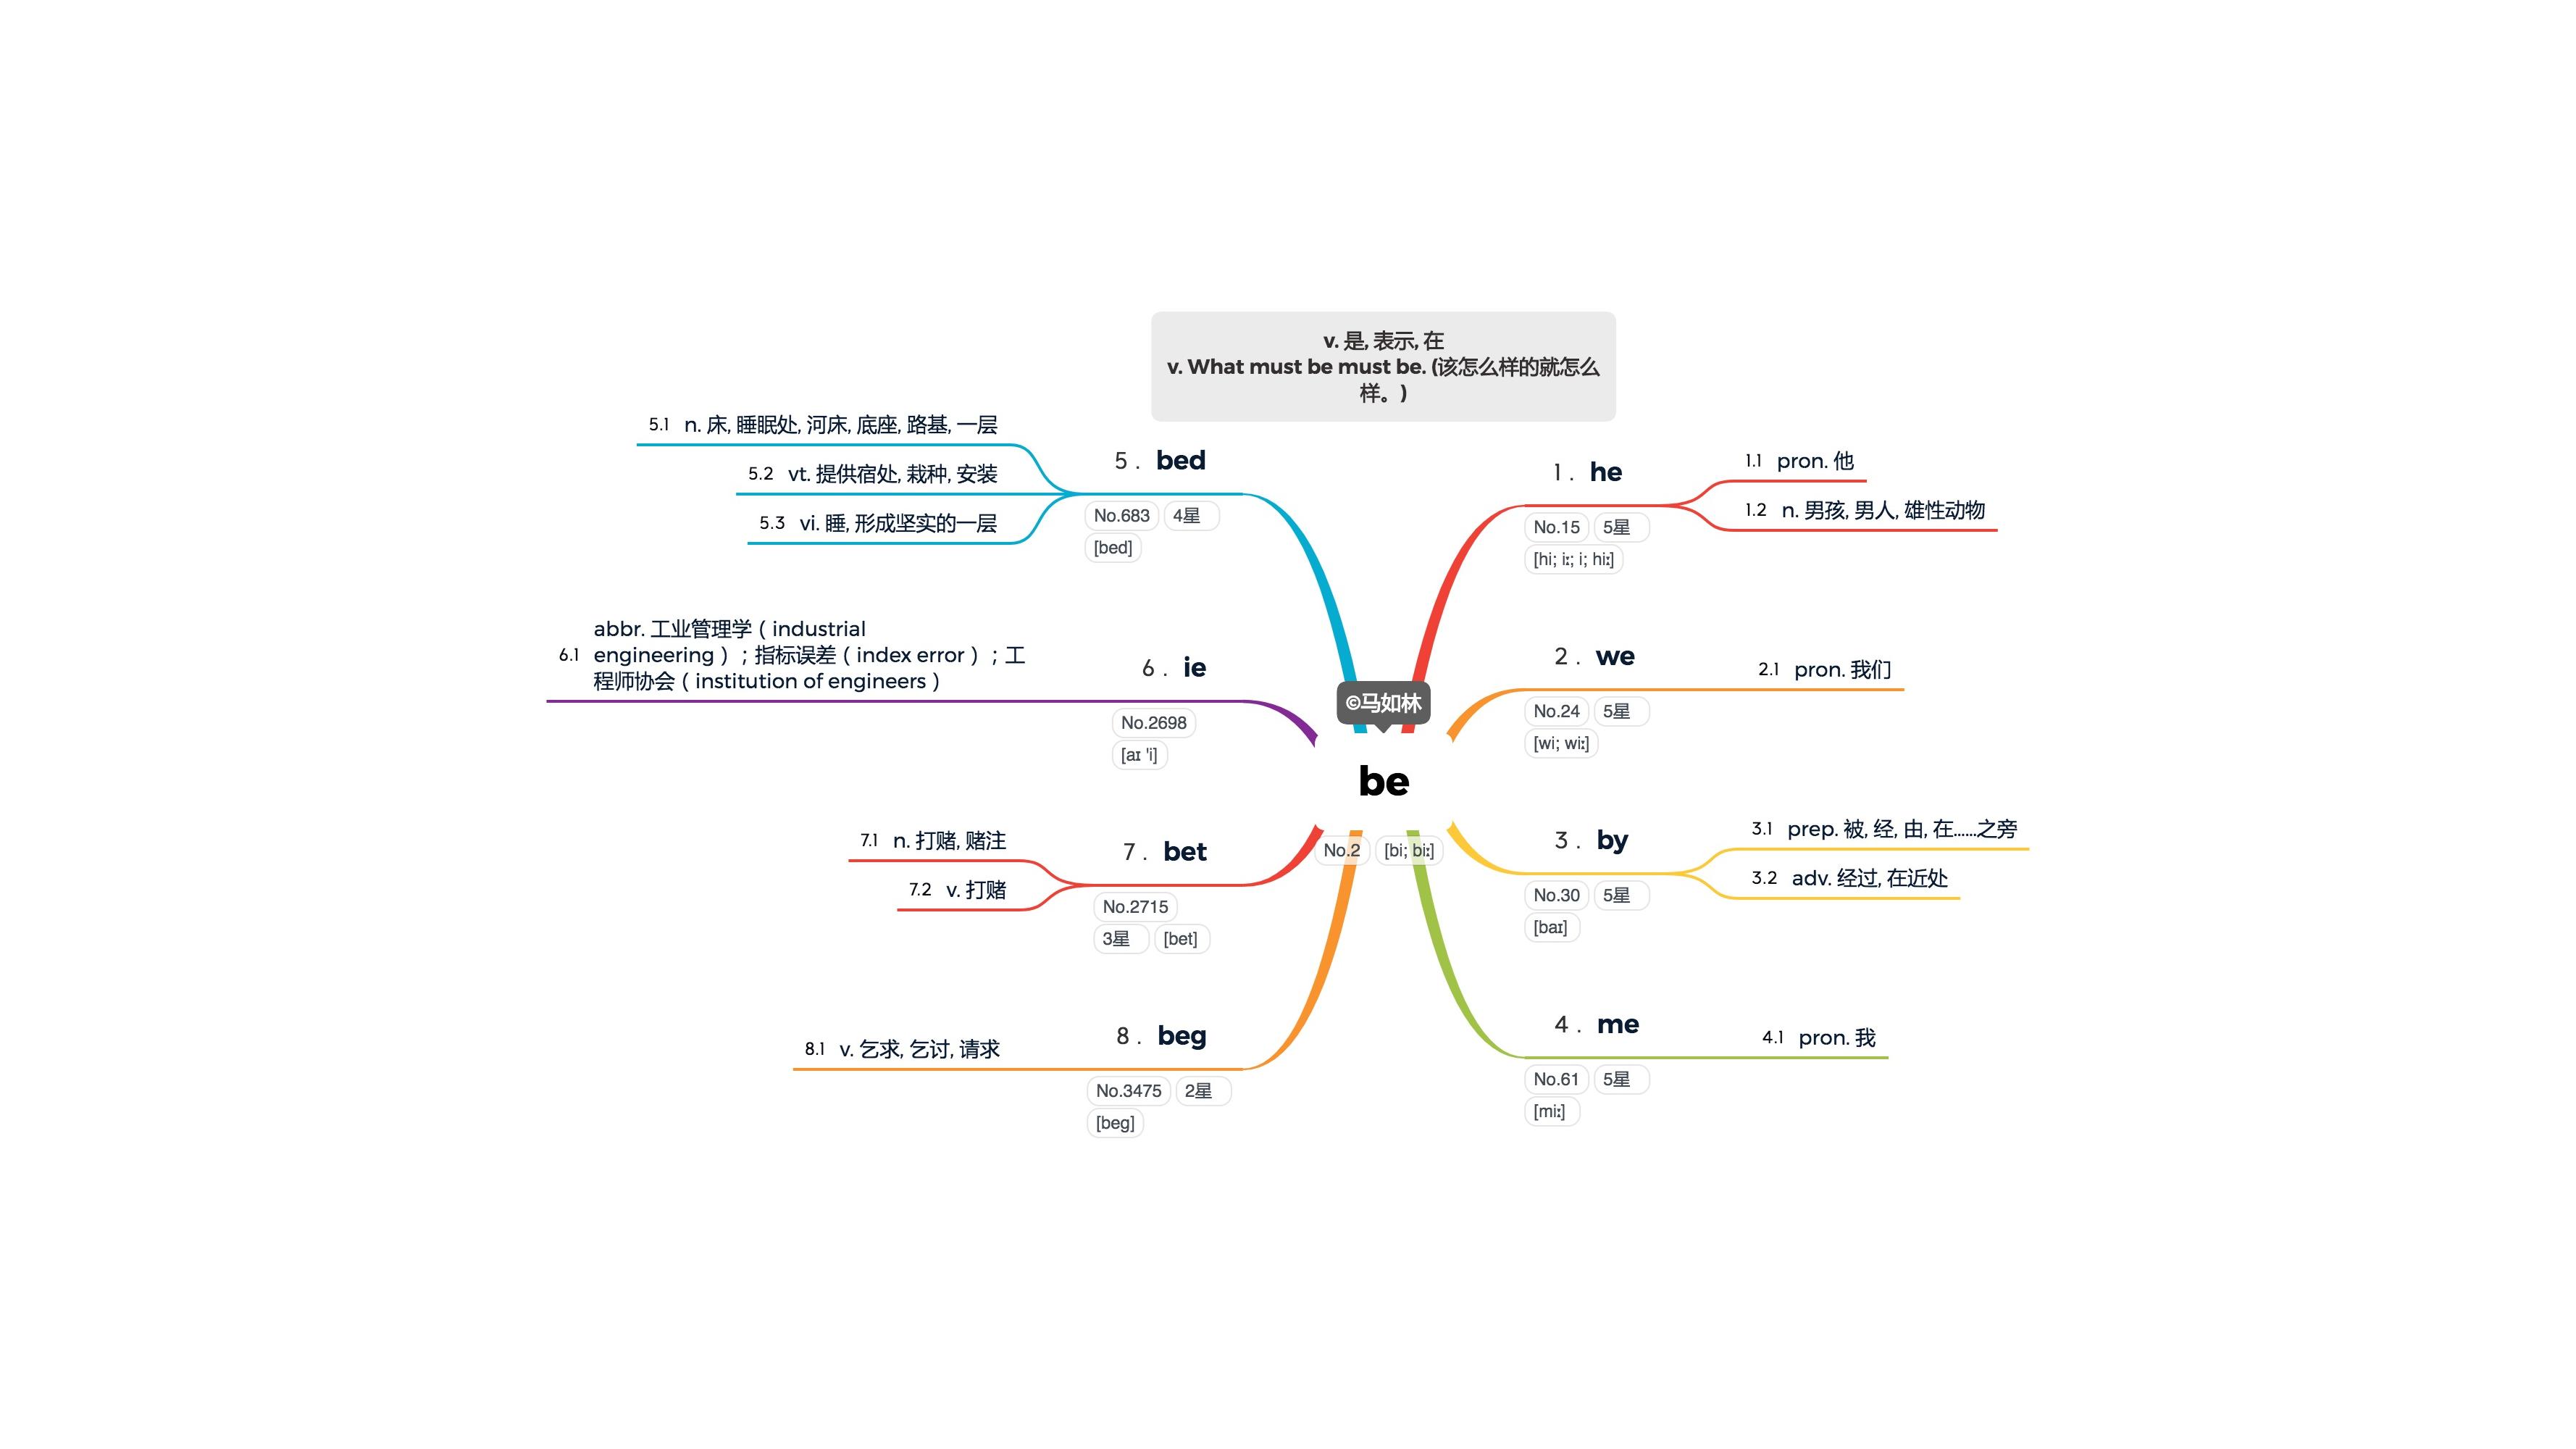 v. 是, 表示, 在
v. What must be must be. (该怎么样的就怎么
样。)
©马如林
be
No.2 [bi; biː]
1 . he
No.15 5星
[hi; iː; i; hiː]
1.1 pron. 他
1.2 n. 男孩, 男人, 雄性动物
2 . we
No.24 5星
[wi; wiː]
2.1 pron. 我们
3 . by
No.30 5星
[baɪ]
3.1 prep. 被, 经, 由, 在......之旁
3.2 adv. 经过, 在近处
4 . me
No.61 5星
[miː]
4.1 pron. 我
5 . bed
No.683 4星
[bed]
5.1 n. 床, 睡眠处, 河床, 底座, 路基, 一层
5.2 vt. 提供宿处, 栽种, 安装
5.3 vi. 睡, 形成坚实的一层
6 . ie
No.2698
[aɪ 'i]
6.1 abbr. 工业管理学（industrial
engineering）；指标误差（index error）；工
程师协会（institution of engineers）
7 . bet
No.2715
3星 [bet]
7.1 n. 打赌, 赌注
7.2 v. 打赌
8 . beg
No.3475 2星
[beg]
8.1 v. 乞求, 乞讨, 请求